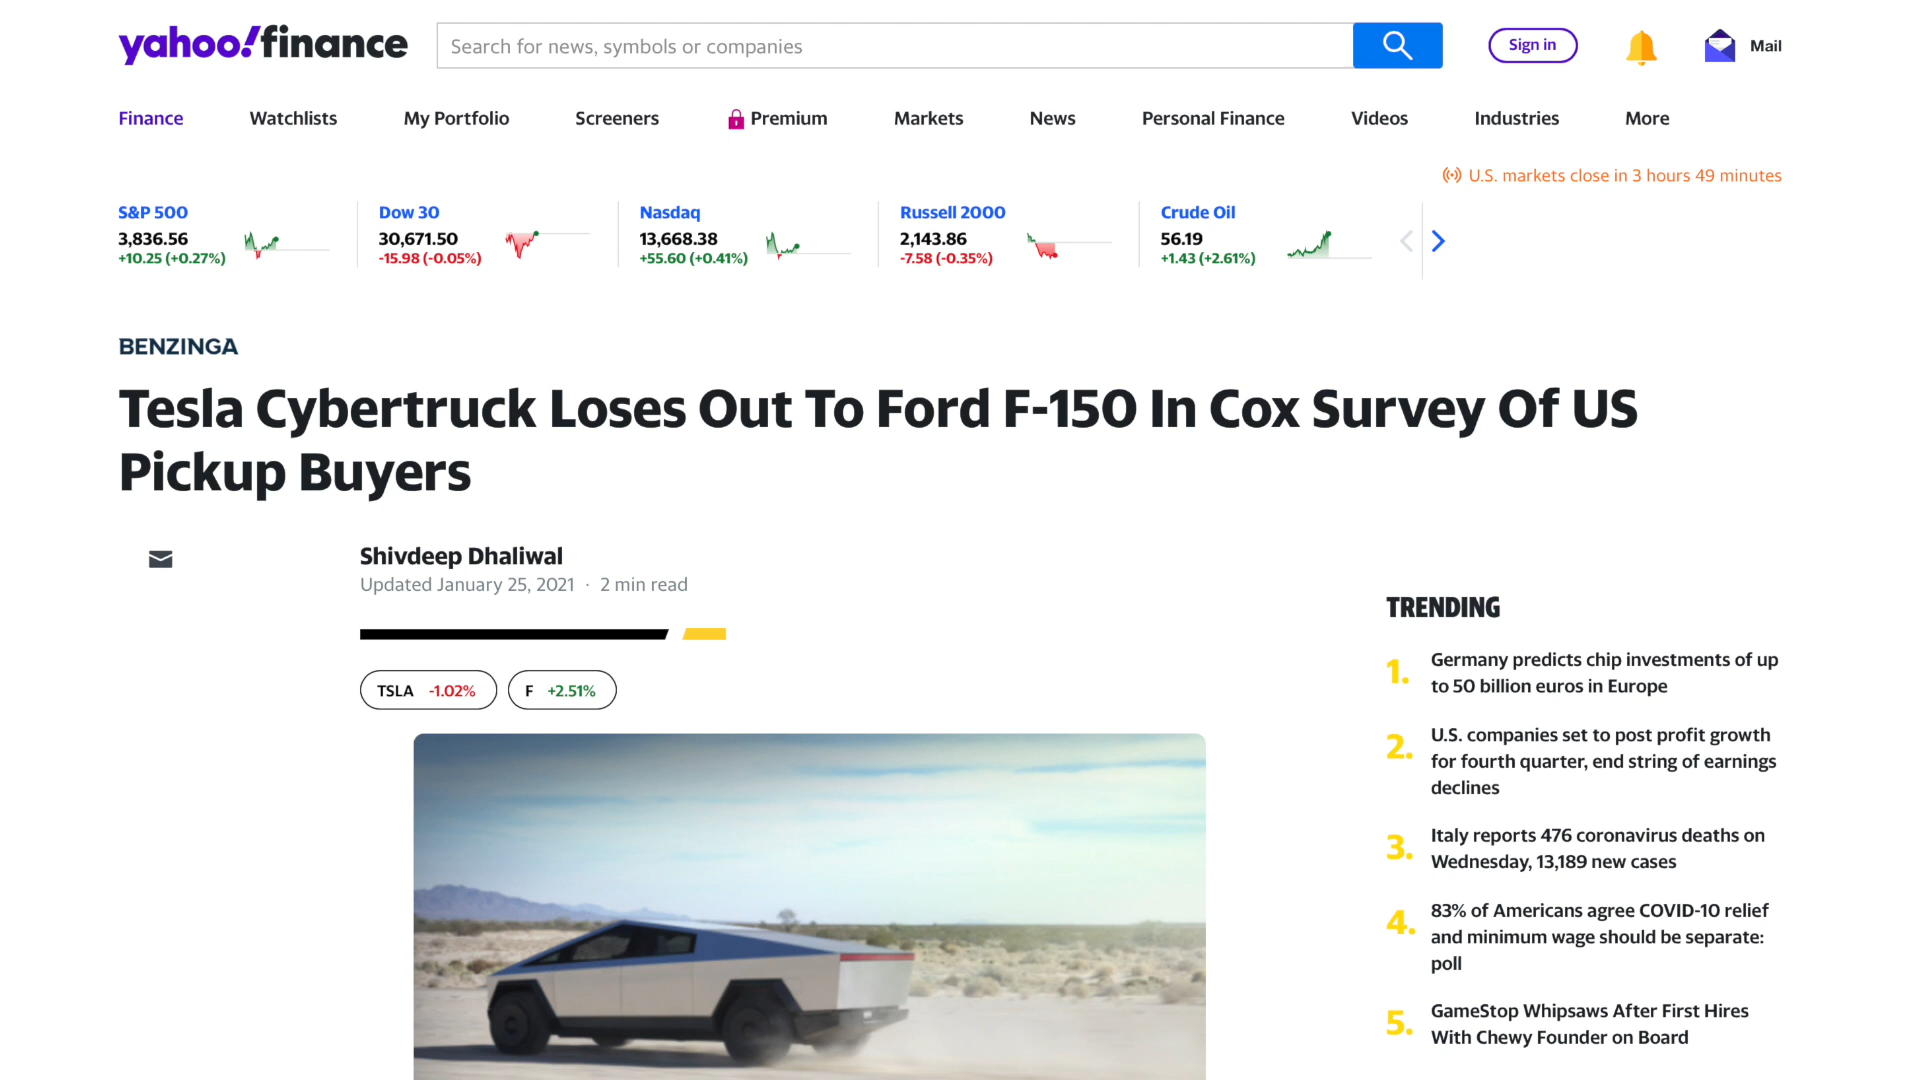 yahoo!finance
Search for news, symbols or companies
Sign in
Mail
Finance Watchlists My Portfolio Screeners Premium Markets News Personal Finance Videos Industries More
U.S. markets close in 3 hours 49 minutes
S&P 500
3,836.56
+10.25 (+0.27%)
Dow 30
30,671.50
-15.98 (-0.05%)
Nasdaq
13,668.38
+55.60 (+0.41%)
Russell 2000
2,143.86
-7.58 (-0.35%)
Crude Oil
56.19
+1.43 (+2.61%)
BENZINGA
Tesla Cybertruck Loses Out To Ford F-150 In Cox Survey Of US
Pickup Buyers
Shivdeep Dhaliwal
Updated January 25, 2021 · 2 min read
TSLA -1.02%
F +2.51%
TRENDING
1. Germany predicts chip investments of up
to 50 billion euros in Europe
2. U.S. companies set to post profit growth
for fourth quarter, end string of earnings
declines
3. Italy reports 476 coronavirus deaths on
Wednesday, 13,189 new cases
4. 83% of Americans agree COVID-10 relief
and minimum wage should be separate:
poll
5. GameStop Whipsaws After First Hires
With Chewy Founder on Board